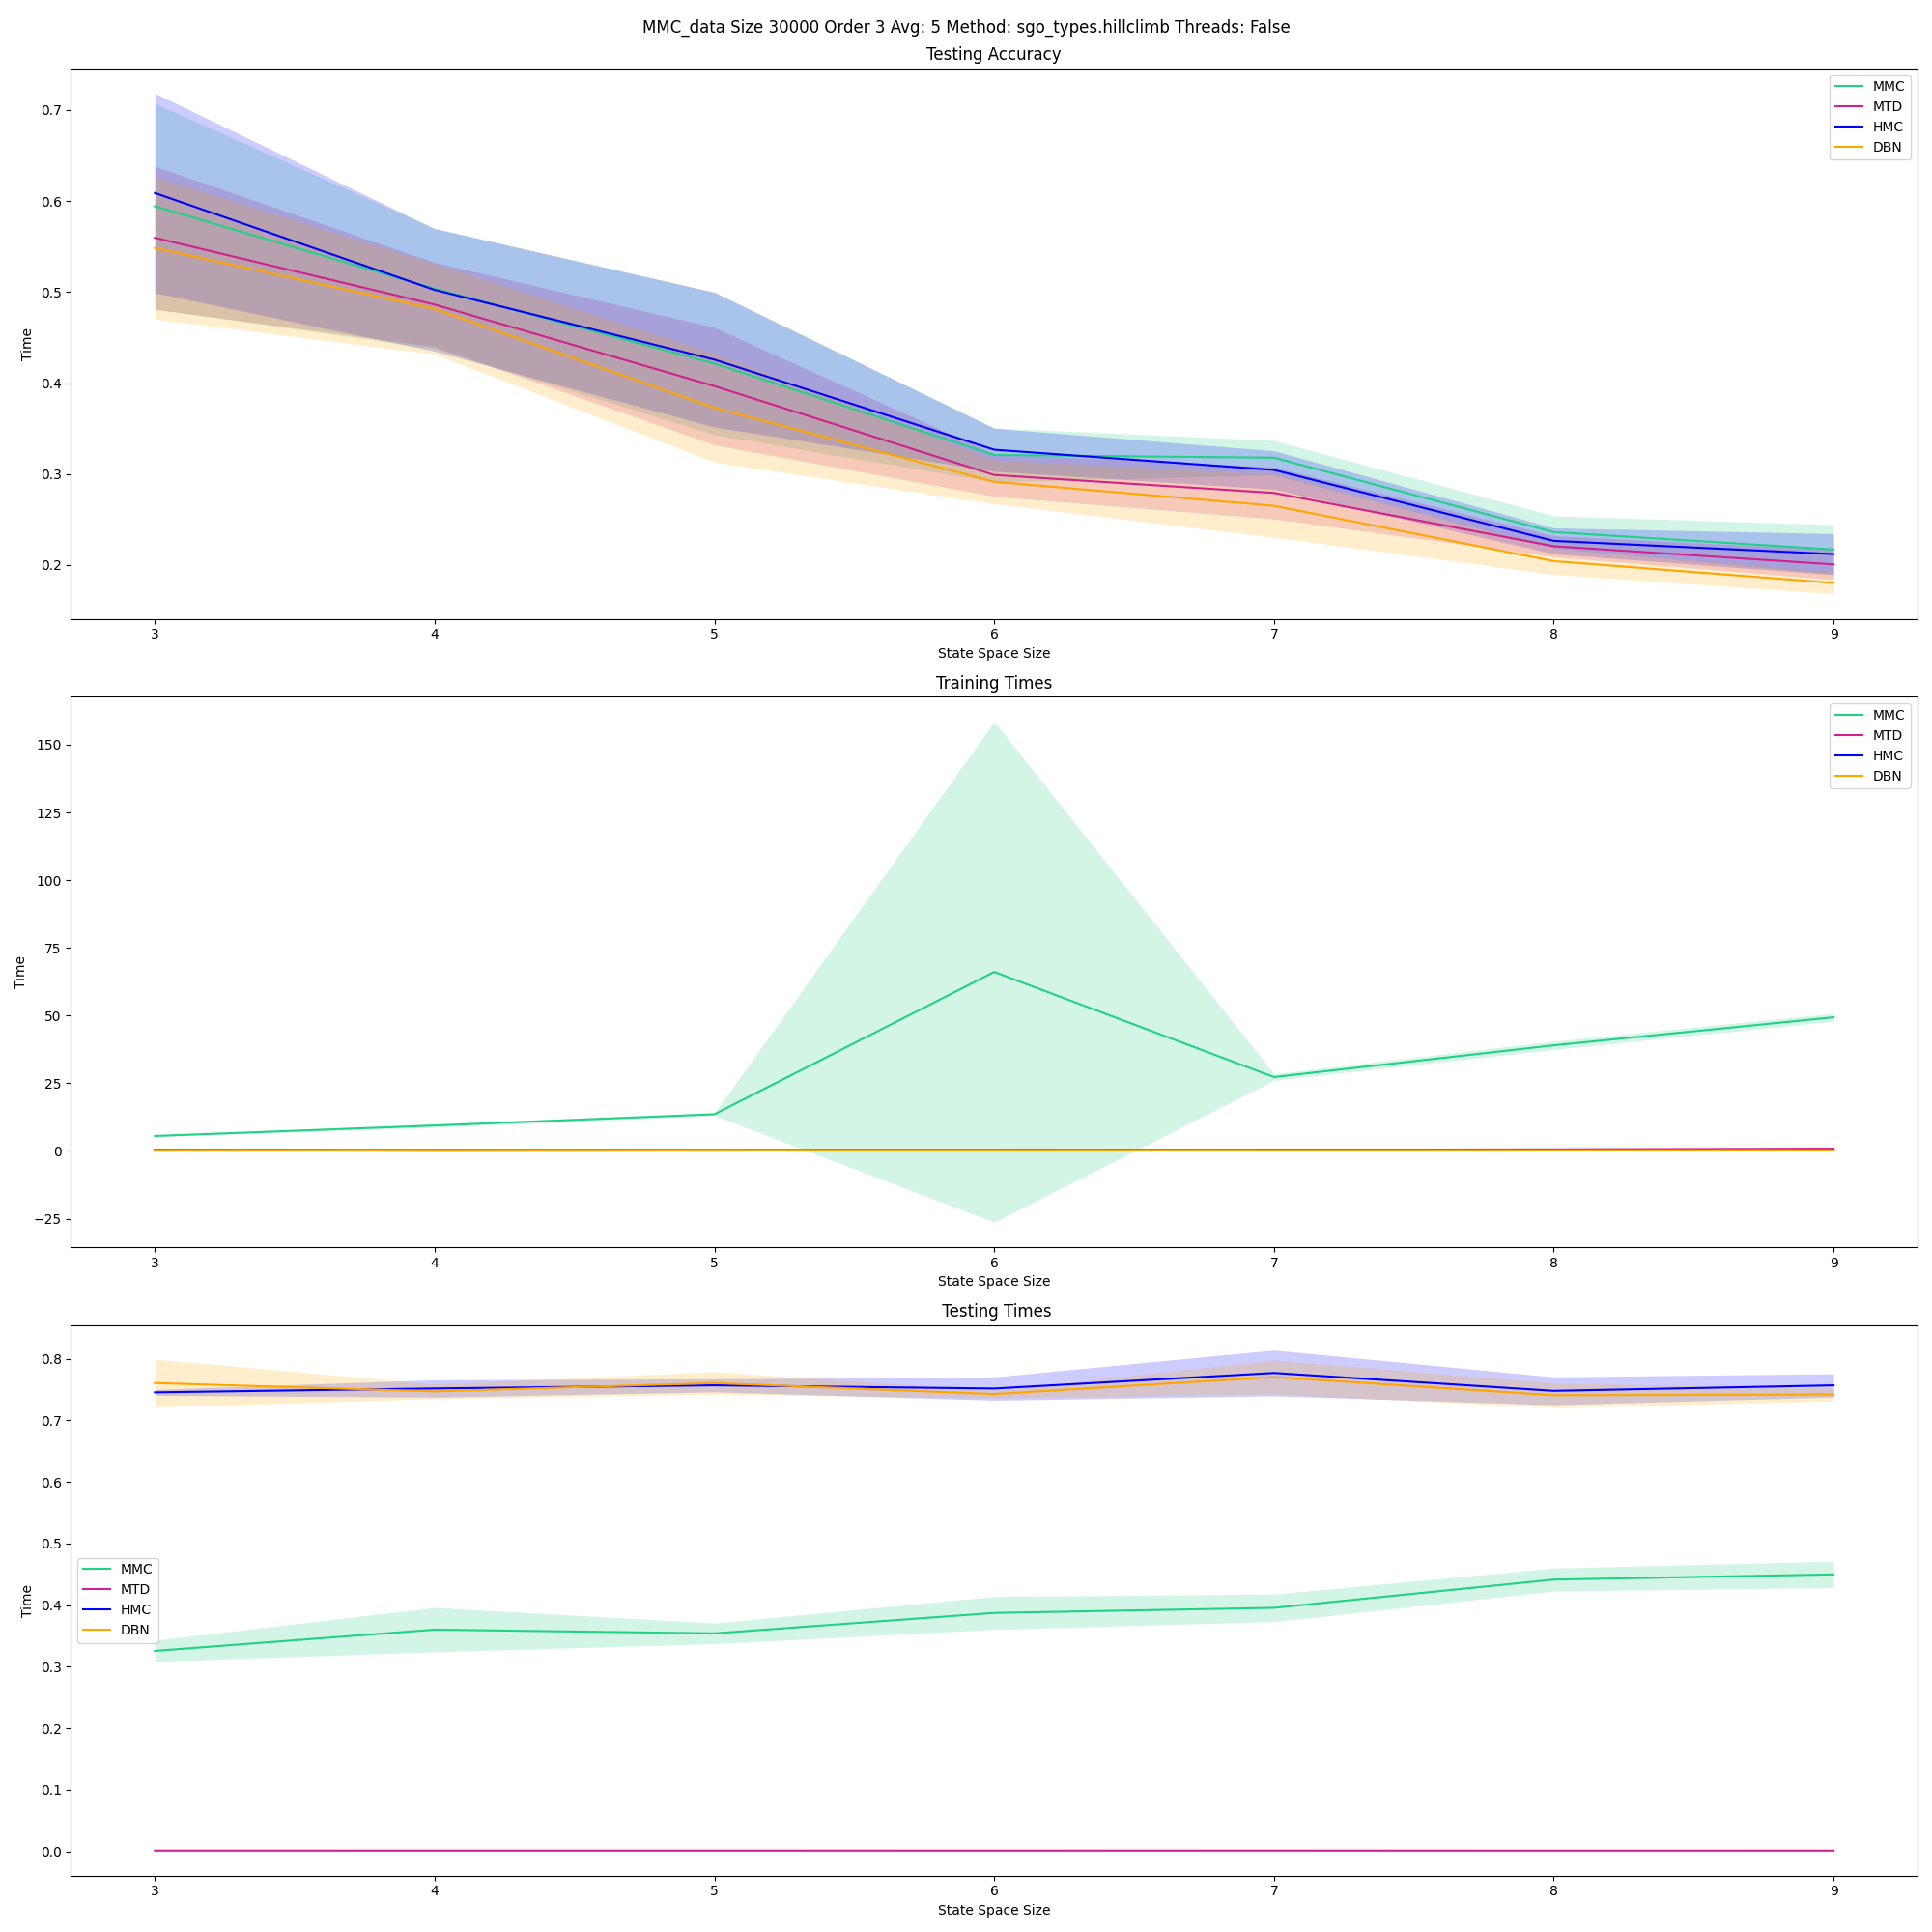 MMC_data Size 30000 Order 3 Avg: 5 Method: sgo_types.hillclimb Threads: False
Testing Accuracy
0.7
0.6
0.5
0.4
0.3
0.2
Time
MMC
MTD
HMC
DBN
3 4 5 6 7 8 9
State Space Size
Training Times
150
125
100
75
50
25
0
−25
Time
MMC
MTD
HMC
DBN
3 4 5 6 7 8 9
State Space Size
Testing Times
0.8
0.7
0.6
0.5
0.4
0.3
0.2
0.1
0.0
Time
MMC
MTD
HMC
DBN
3 4 5 6 7 8 9
State Space Size